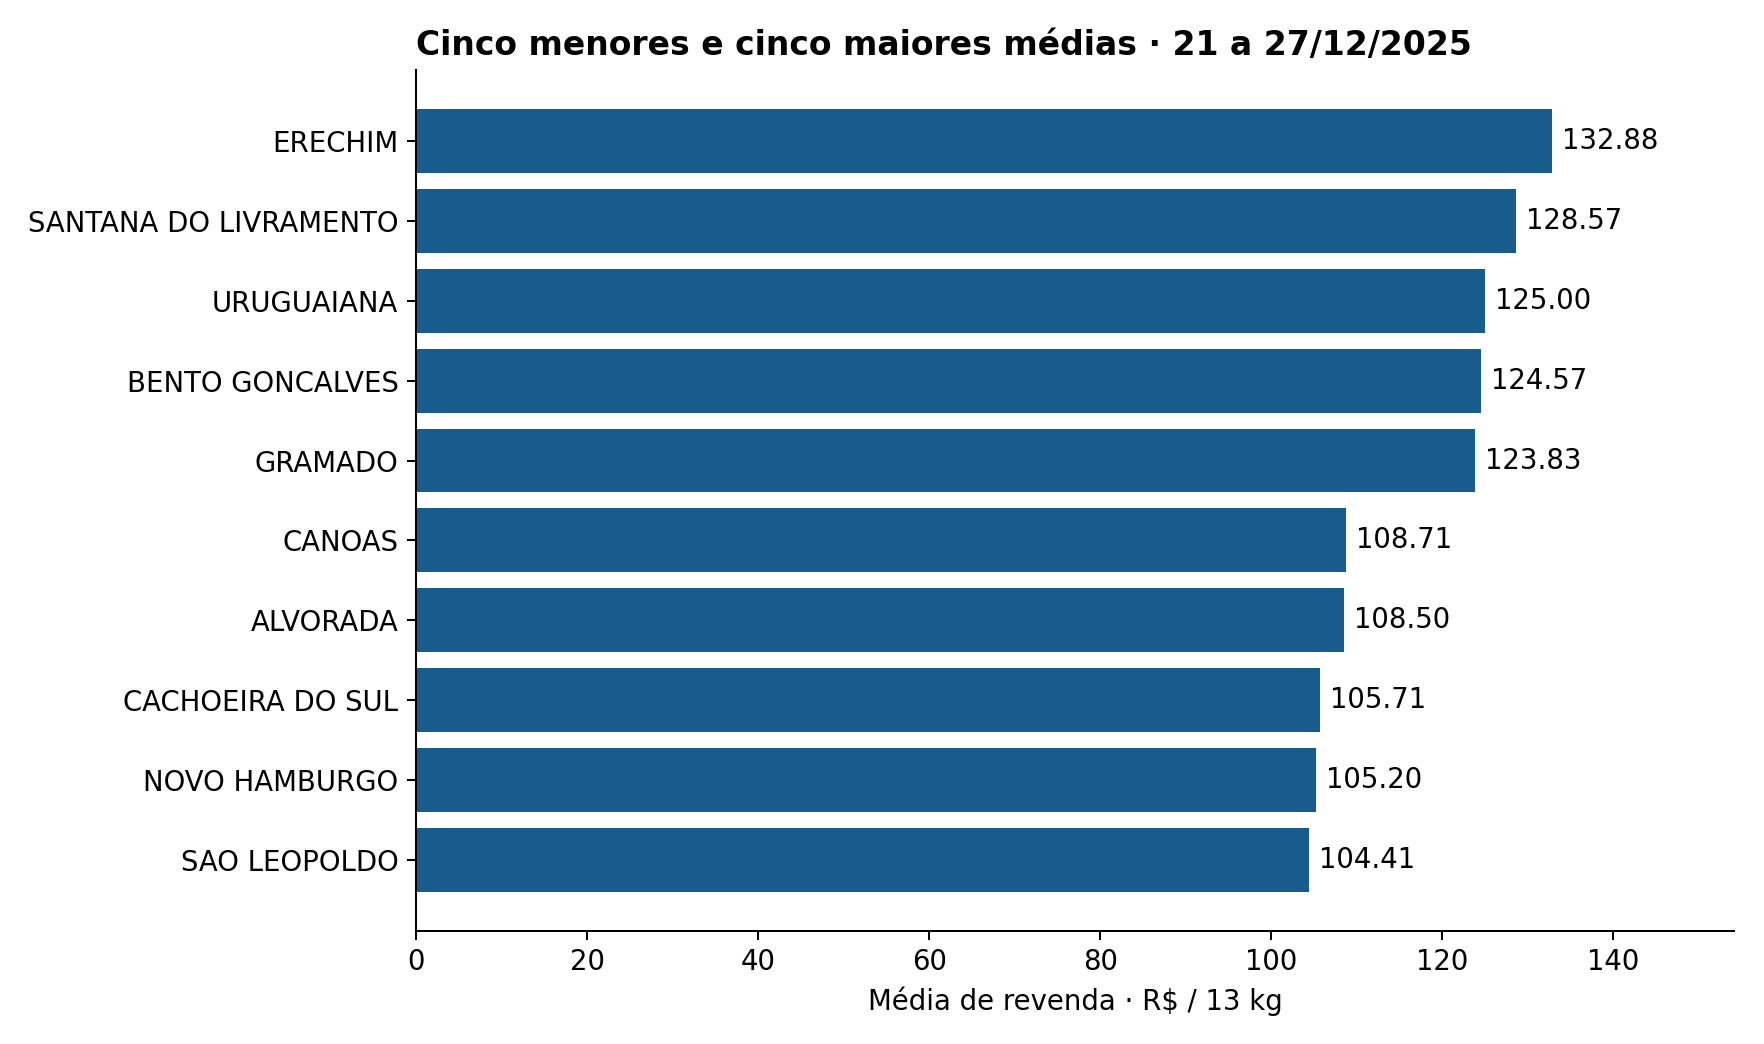 Cinco menores e cinco maiores médias · 21 a 27/12/2025
ERECHIM 132.88
SANTANA DO LIVRAMENTO 128.57
URUGUAIANA 125.00
BENTO GONCALVES 124.57
GRAMADO 123.83
CANOAS 108.71
ALVORADA 108.50
CACHOEIRA DO SUL 105.71
NOVO HAMBURGO 105.20
SAO LEOPOLDO 104.41
0 20 40 60 80 100 120 140
Média de revenda · R$ / 13 kg